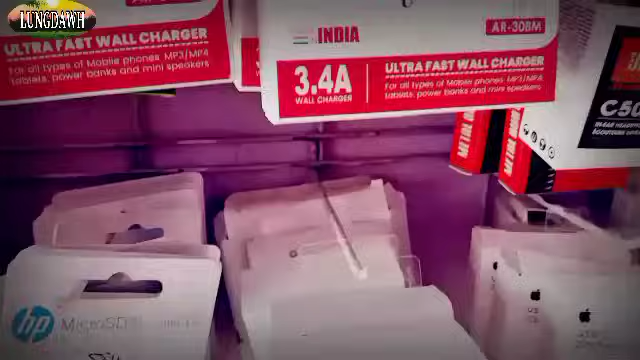 LUNGDAWH
ULTRA FAST WALL CHARGER
For all types of Mobile phones MP3/MP4
tablets, power banks and mini speakers
INDIA
AR-308M
3.4A
WALL CHARGER
ULTRA FAST WALL CHARGER
For all types of Mobile phones MP3/MP4
tablets, power banks and mini speakers
C50
hp
MicroSD